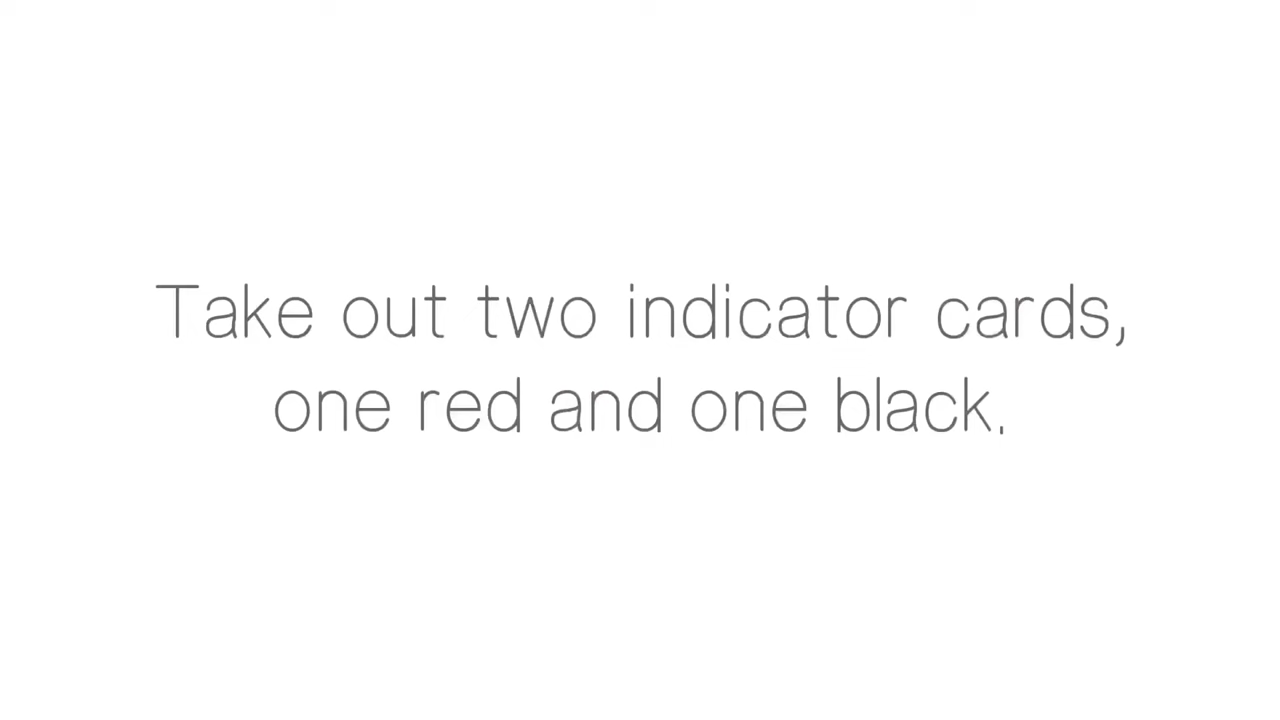 Take out two indicator cards,
one red and one black.